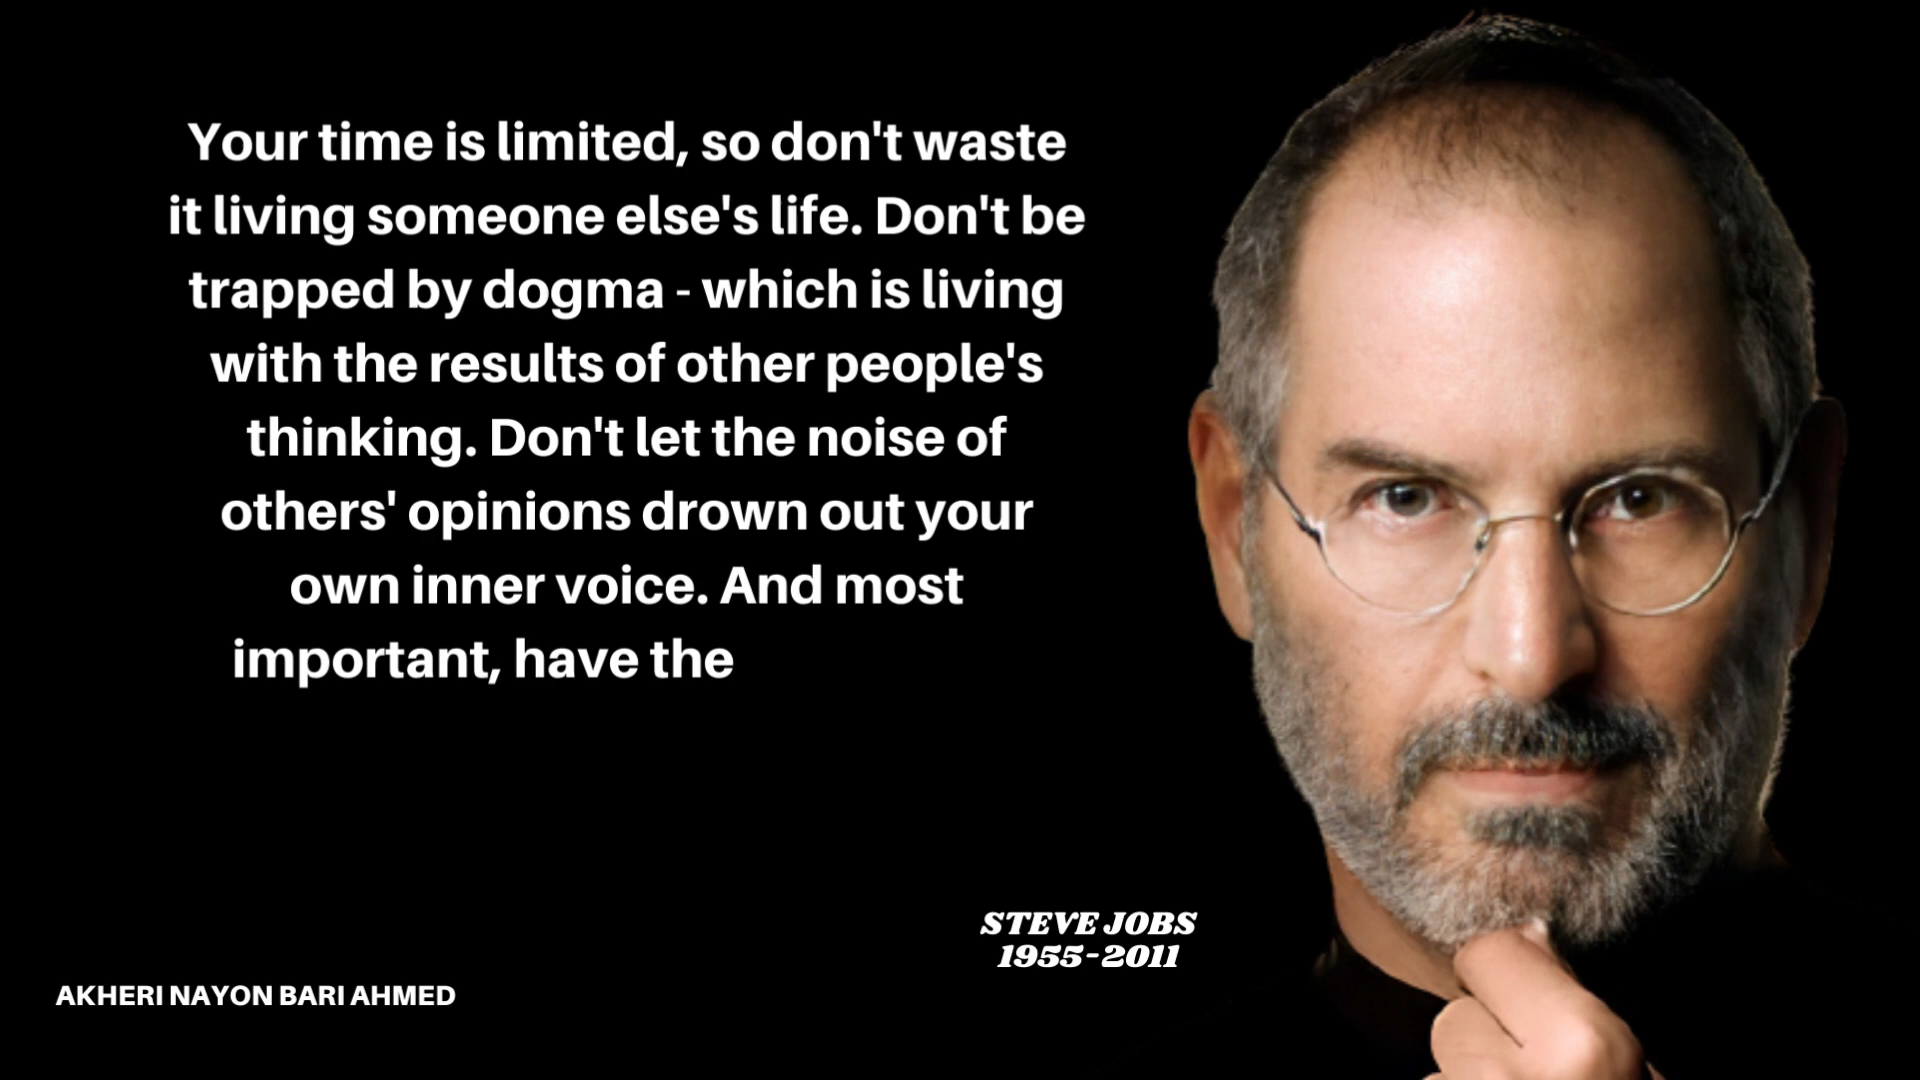 Your time is limited, so don't waste
it living someone else's life. Don't be
trapped by dogma - which is living
with the results of other people's
thinking. Don't let the noise of
others' opinions drown out your
own inner voice. And most
important, have the
STEVE JOBS
1955-2011
AKHERI NAYON BARI AHMED